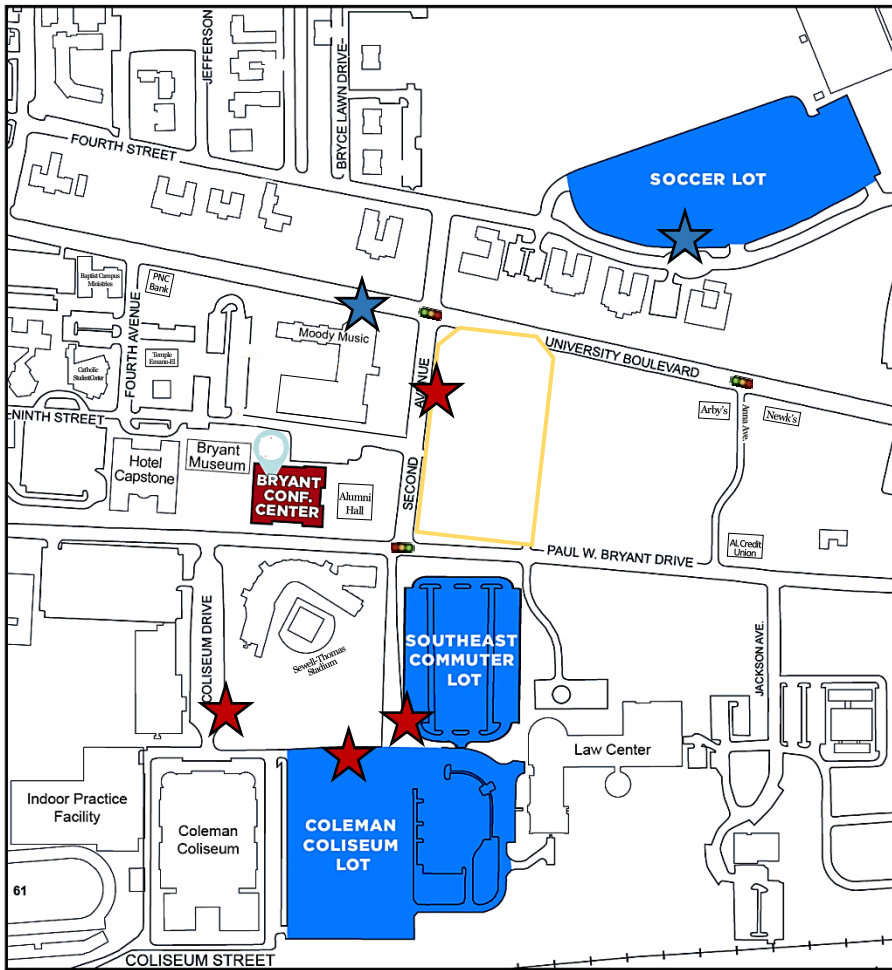 JEFFERSON
BRYCE LAWN DRIVE
FOURTH STREET
SOCCER LOT
Baptist Campus
Ministries
PNC
Bank
FOURTH AVENUE
Moody Music
UNIVERSITY BOULEVARD
Temple
Emanu-El
Catholic
Student Center
AVENUE
SECOND
Arby's
Anna Ave.
Newk's
NINTH STREET
Hotel
Capstone
Bryant
Museum
BRYANT
CONF.
CENTER
Alumni
Hall
PAUL W. BRYANT DRIVE
AL Credit
Union
COLISEUM DRIVE
Sewell-Thomas
Stadium
SOUTHEAST
COMMUTER
LOT
JACKSON AVE.
Law Center
Indoor Practice
Facility
Coleman
Coliseum
COLEMAN
COLISEUM
LOT
61
COLISEUM STREET